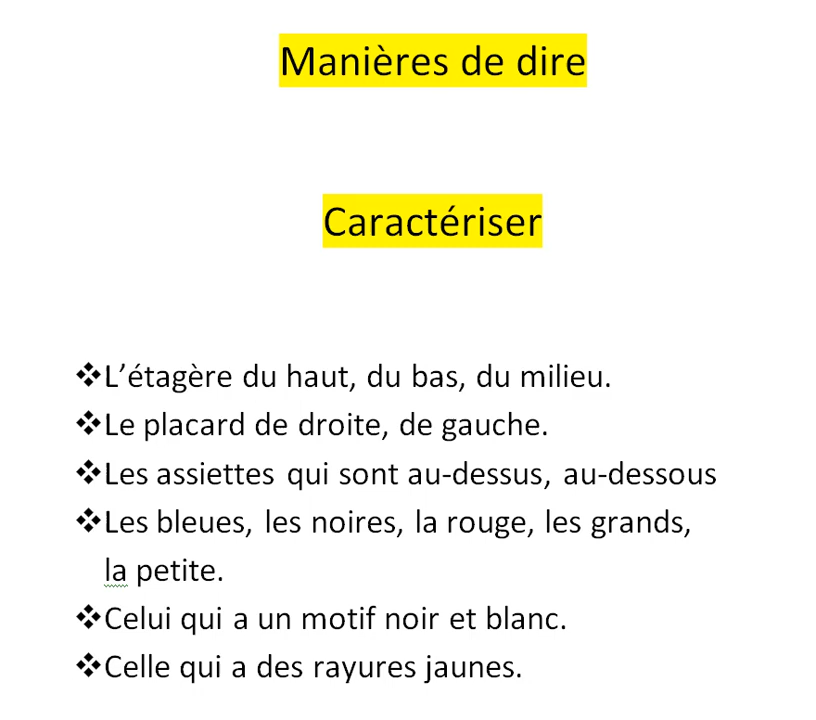 Manières de dire
Caractériser
❖L’étagère du haut, du bas, du milieu.
❖Le placard de droite, de gauche.
❖Les assiettes qui sont au-dessus, au-dessous
❖Les bleues, les noires, la rouge, les grands,
la petite.
❖Celui qui a un motif noir et blanc.
❖Celle qui a des rayures jaunes.